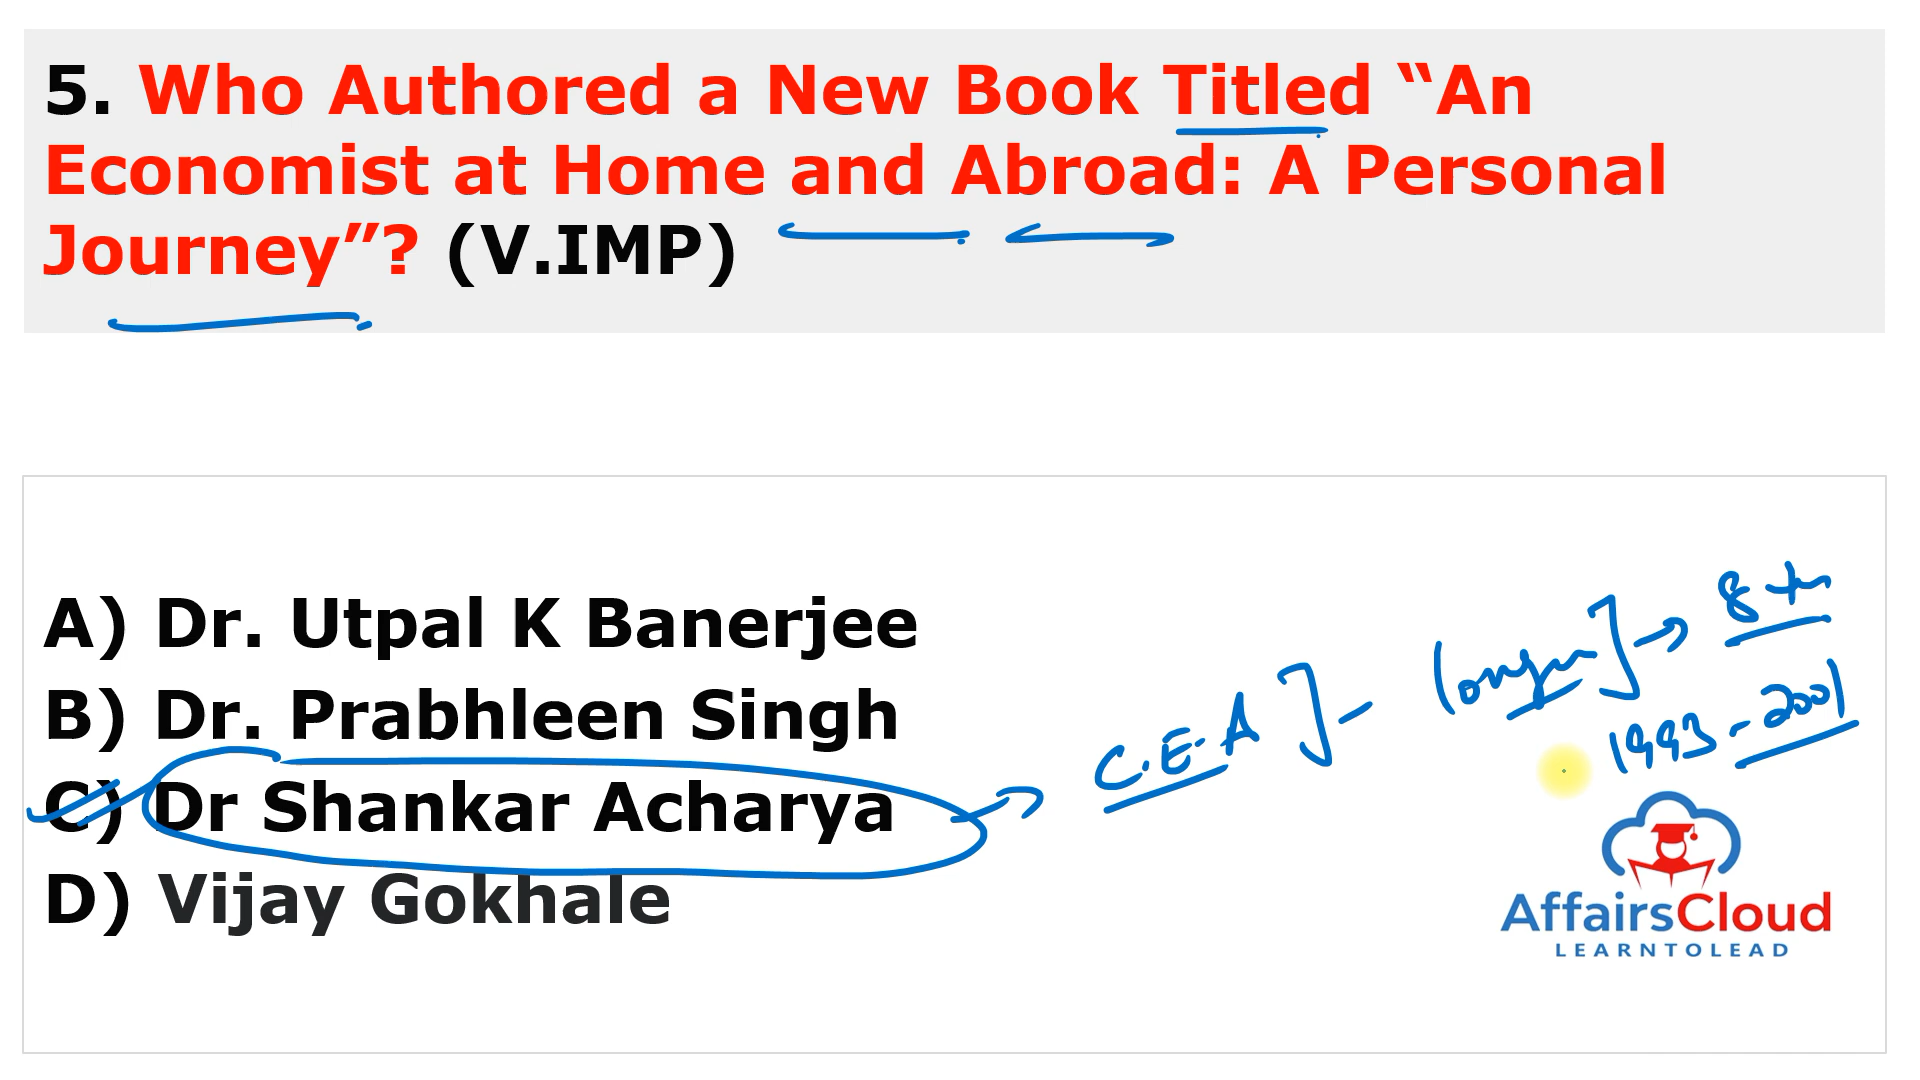 5. Who Authored a New Book Titled “An
Economist at Home and Abroad: A Personal
Journey”? (V.IMP)
A) Dr. Utpal K Banerjee
B) Dr. Prabhleen Singh
C) Dr Shankar Acharya
D) Vijay Gokhale
C.E.A] -
8+
1993-2001
AffairsCloud
LEARNTOLEAD